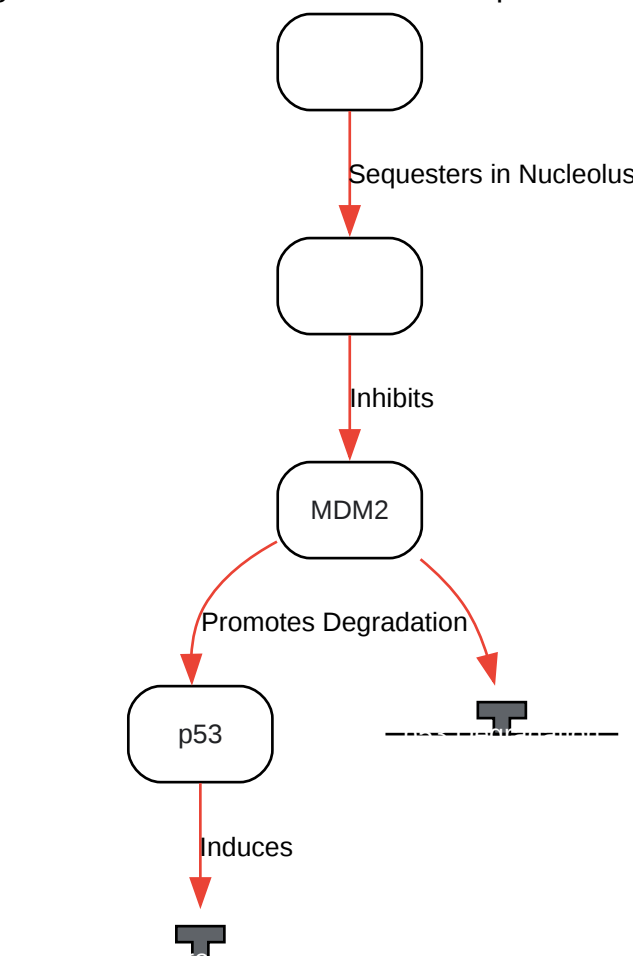 Sequesters in Nucleolus
Inhibits
MDM2
Promotes Degradation
p53
Induces